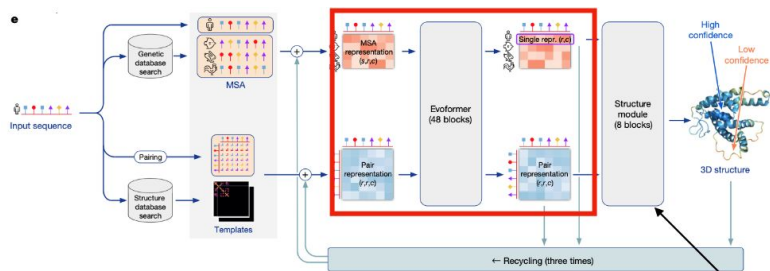 e
Input sequence
Genetic
database
search
MSA
Pairing
Structure
database
search
Templates
MSA
representation
(s,r,c)
Pair
representation
(r,r,c)
Evoformer
(48 blocks)
Single repr. (r,c)
Pair
representation
(r,r,c)
Structure
module
(8 blocks)
High
confidence
Low
confidence
3D structure
← Recycling (three times)